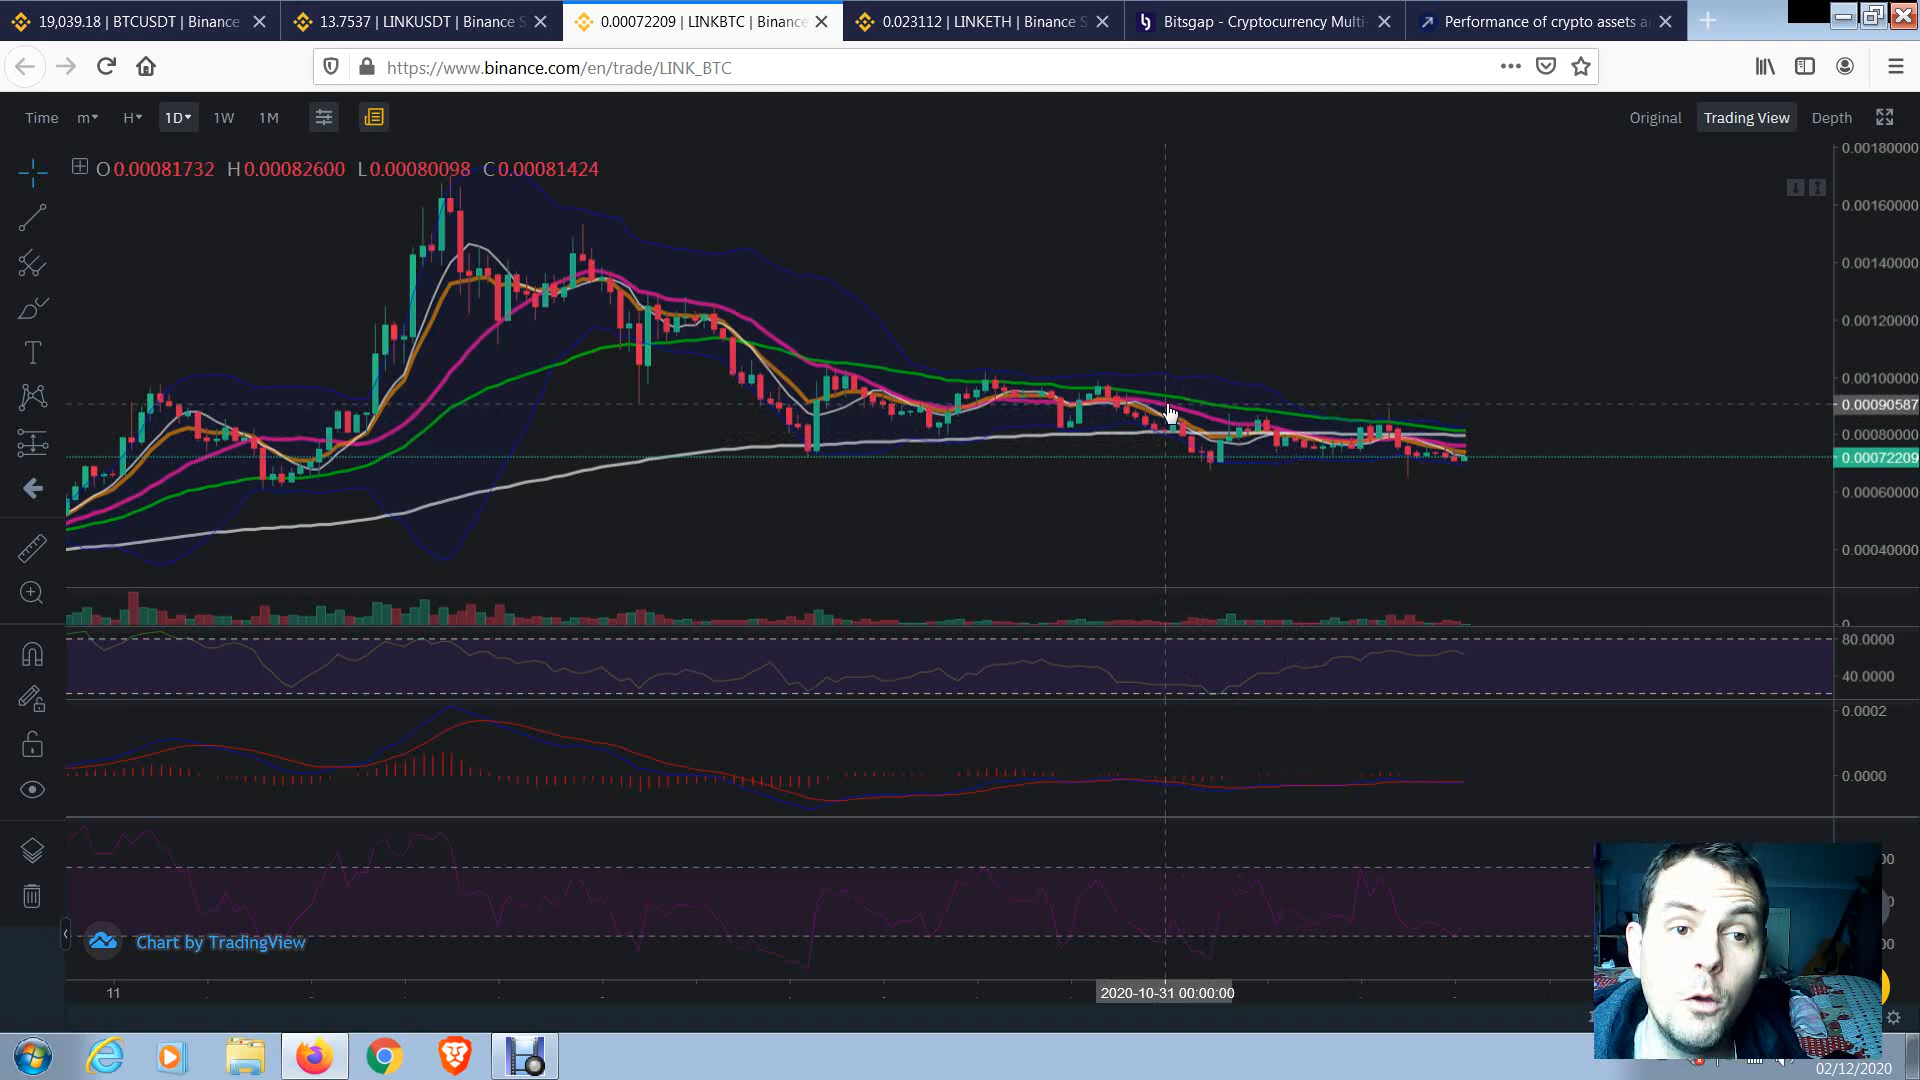 19,039.18 | BTCUSDT | Binance
13.7537 | LINKUSDT | Binance S
0.00072209 | LINKBTC | Binance
0.023112 | LINKETH | Binance S
Bitsgap - Cryptocurrency Multi-
Performance of crypto assets a
https://www.binance.com/en/trade/LINK_BTC
Time m H 1D 1W 1M
Original Trading View Depth
O0.00081732 H0.00082600 L0.00080098 C0.00081424
0.00180000
0.00160000
0.00140000
0.00120000
0.00100000
0.00090587
0.00080000
0.00072209
0.00060000
0.00040000
0
80.0000
40.0000
0.0002
0.0000
Chart by TradingView
11
2020-10-31 00:00:00
02/12/2020